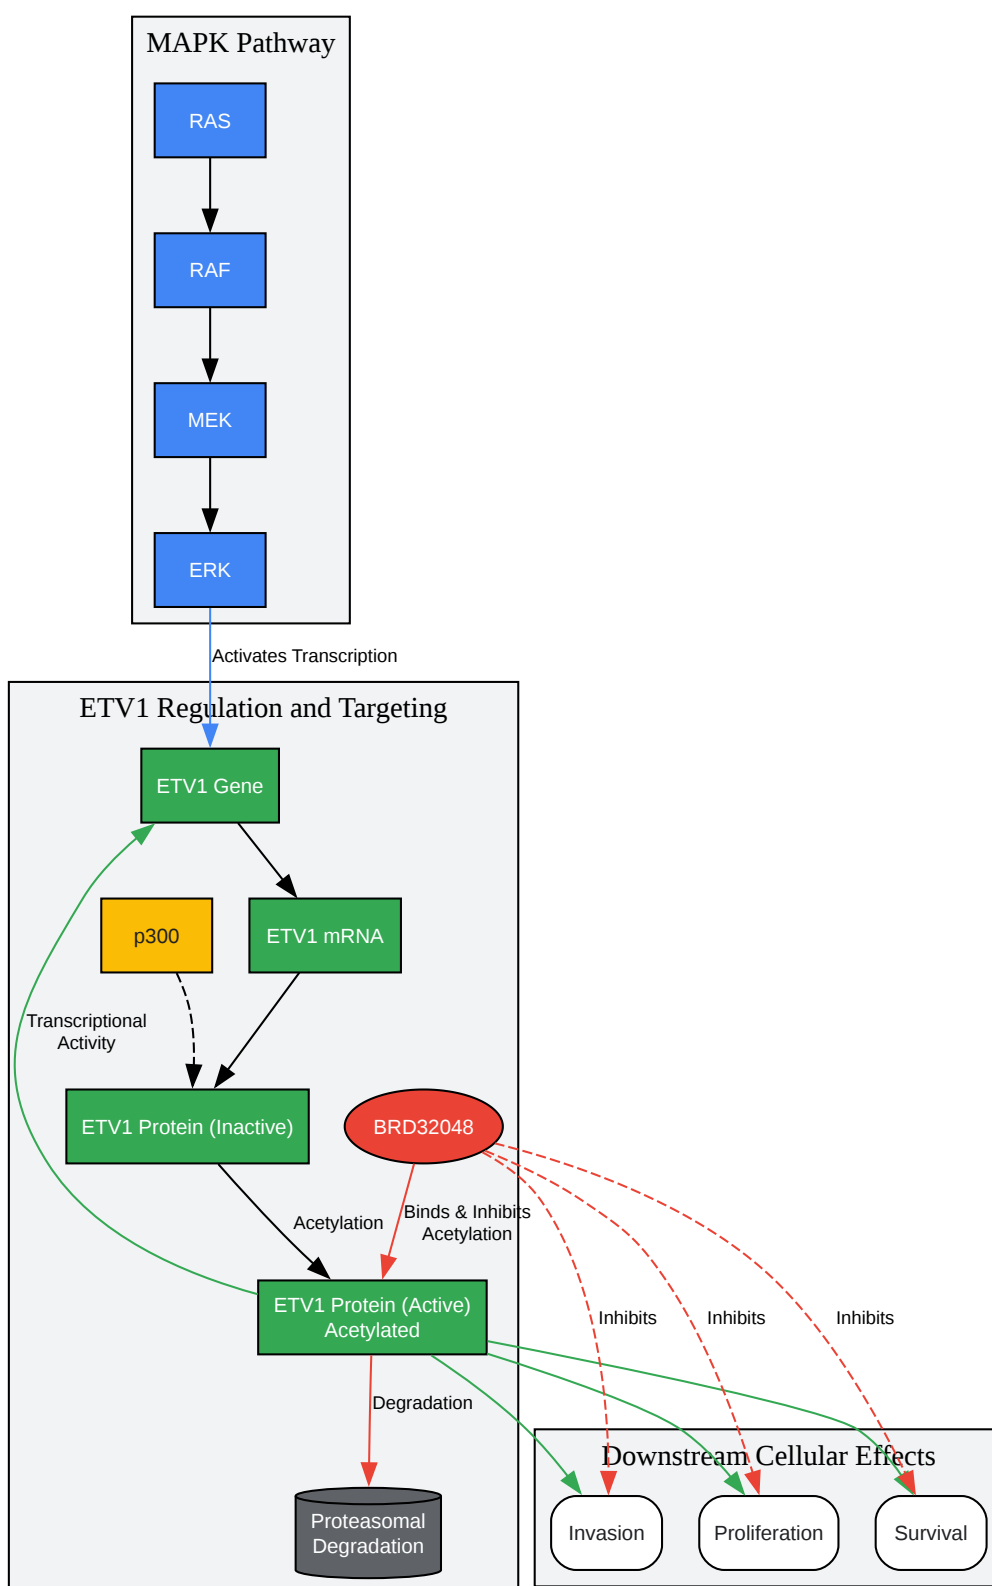 MAPK Pathway
RAS
RAF
MEK
ERK
Activates Transcription
ETV1 Regulation and Targeting
ETV1 Gene
p300
ETV1 mRNA
Transcriptional
Activity
ETV1 Protein (Inactive)
BRD32048
Acetylation
Binds & Inhibits
Acetylation
ETV1 Protein (Active)
Acetylated
Inhibits
Inhibits
Inhibits
Degradation
Downstream Cellular Effects
Proteasomal
Degradation
Invasion
Proliferation
Survival